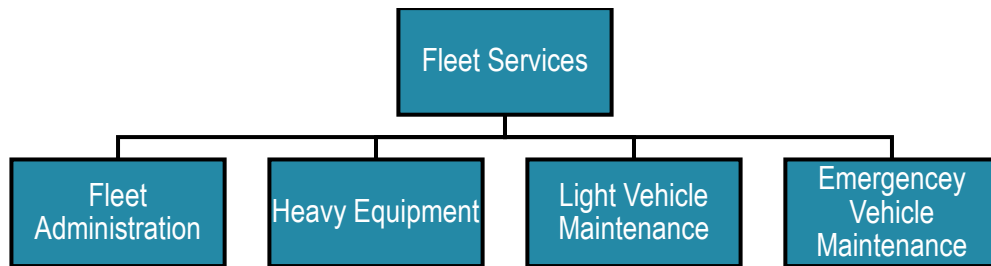 Fleet Services
Fleet
Administration
Heavy Equipment
Light Vehicle
Maintenance
Emergencey
Vehicle
Maintenance